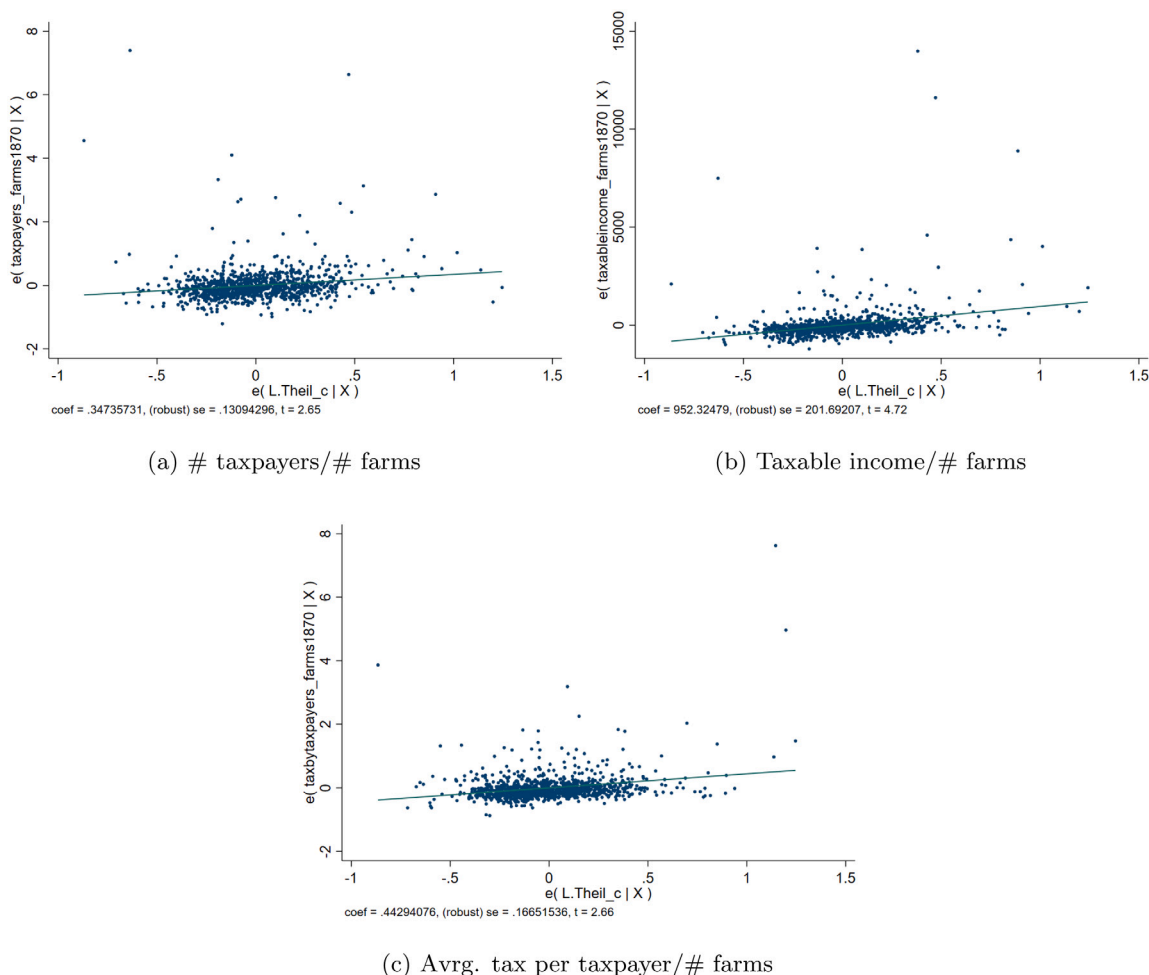 e( taxpayers_farms1870 | X )
8
6
4
2
0
-2
-1
-.5
0
.5
1
1.5
e( L.Theil_c | X )
coef = .34735731, (robust) se = .13094296, t = 2.65
(a) # taxpayers/# farms
e( taxableincome_farms1870 | X )
15000
10000
5000
0
-1
-.5
0
.5
1
1.5
e( L.Theil_c | X )
coef = 952.32479, (robust) se = 201.69207, t = 4.72
(b) Taxable income/# farms
e( taxbytaxpayers_farms1870 | X )
8
6
4
2
0
-2
-1
-.5
0
.5
1
1.5
e( L.Theil_c | X )
coef = .44294076, (robust) se = .16651536, t = 2.66
(c) Avrg. tax per taxpayer/# farms